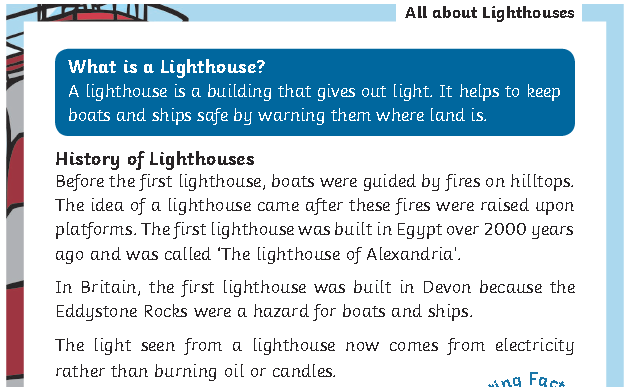 All about Lighthouses
What is a Lighthouse?
A lighthouse is a building that gives out light. It helps to keep
boats and ships safe by warning them where land is.
History of Lighthouses
Before the first lighthouse, boats were guided by fires on hilltops.
The idea of a lighthouse came after these fires were raised upon
platforms. The first lighthouse was built in Egypt over 2000 years
ago and was called ‘The lighthouse of Alexandria’.
In Britain, the first lighthouse was built in Devon because the
Eddystone Rocks were a hazard for boats and ships.
The light seen from a lighthouse now comes from electricity
rather than burning oil or candles.